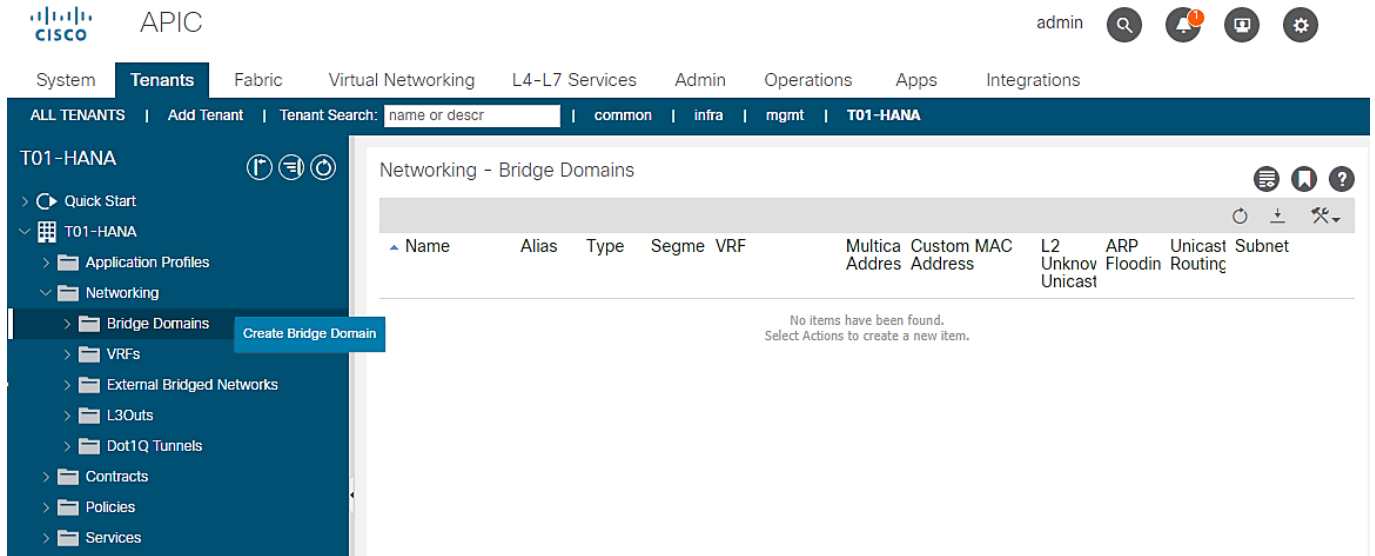 CISCO APIC admin 1
System Tenants Fabric Virtual Networking L4-L7 Services Admin Operations Apps Integrations
ALL TENANTS | Add Tenant | Tenant Search: name or descr | common | infra | mgmt | T01-HANA
T01-HANA
Quick Start
T01-HANA
Application Profiles
Networking
Bridge Domains
Create Bridge Domain
VRFs
External Bridged Networks
L3Outs
Dot1Q Tunnels
Contracts
Policies
Services
Networking - Bridge Domains
Name Alias Type Segme VRF Multica Custom MAC L2 ARP Unicast Subnet
Addres Address Unknov Floodin Routing
Unicast
No items have been found.
Select Actions to create a new item.